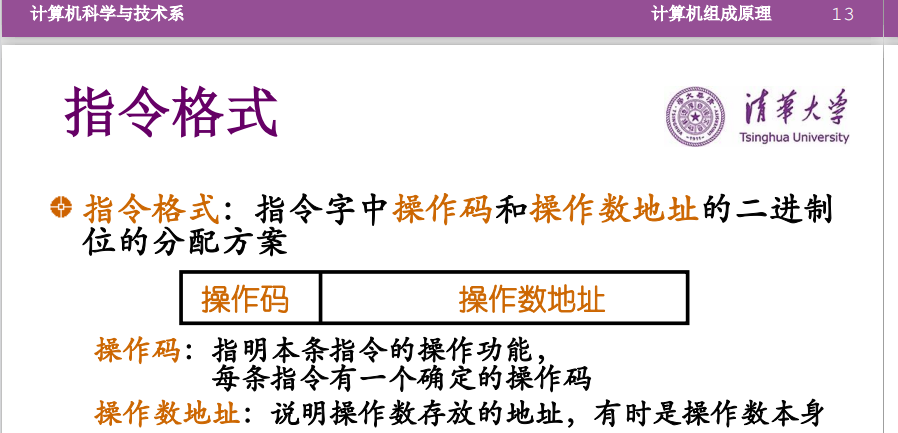 计算机科学与技术系 计算机组成原理 13
指令格式
清華大学
Tsinghua University
指令格式：指令字中操作码和操作数地址的二进制
位的分配方案
操作码 操作数地址
操作码：指明本条指令的操作功能，
每条指令有一个确定的操作码
操作数地址：说明操作数存放的地址，有时是操作数本身